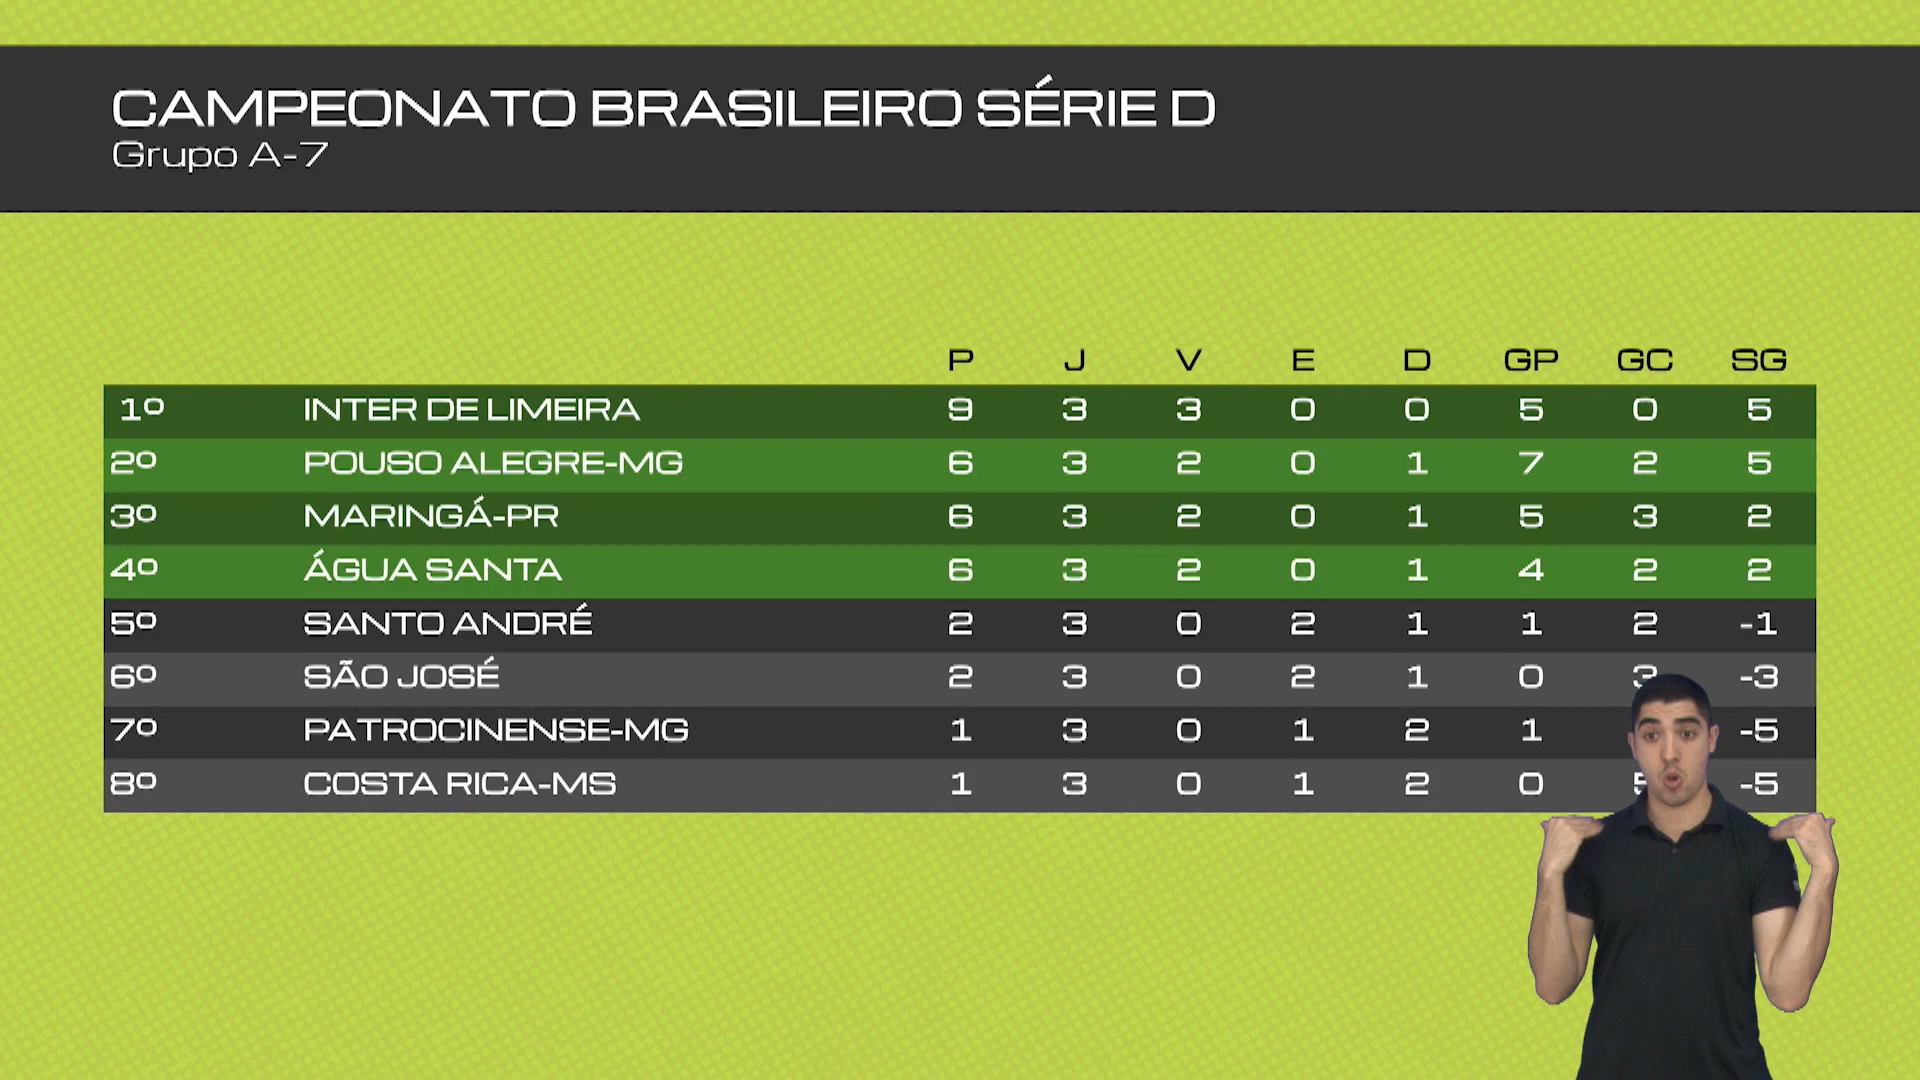 CAMPEONATO BRASILEIRO SÉRIE D
Grupo A-7
P J V E D GP GC SG
1º INTER DE LIMEIRA 9 3 3 0 0 5 0 5
2º POUSO ALEGRE-MG 6 3 2 0 1 7 2 5
3º MARINGÁ-PR 6 3 2 0 1 5 3 2
4º ÁGUA SANTA 6 3 2 0 1 4 2 2
5º SANTO ANDRÉ 2 3 0 2 1 1 2 -1
6º SÃO JOSÉ 2 3 0 2 1 0 3 -3
7º PATROCINENSE-MG 1 3 0 1 2 1 -5
8º COSTA RICA-MS 1 3 0 1 2 0 5 -5